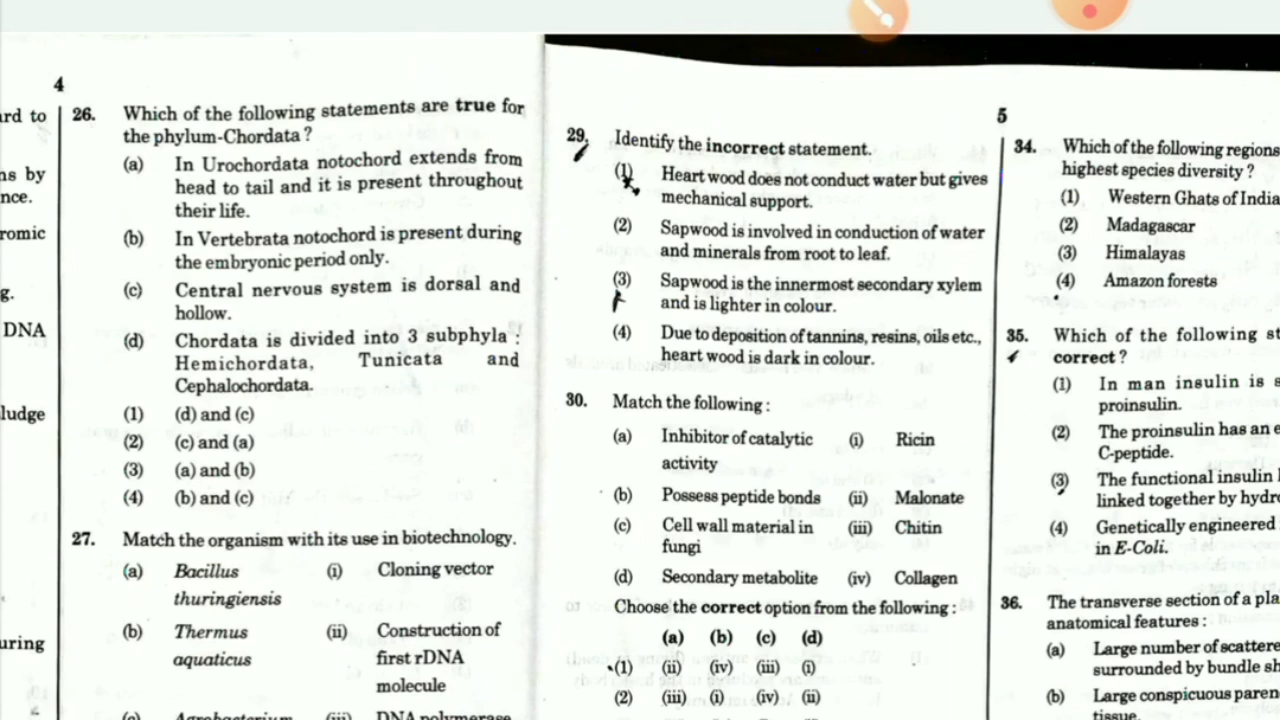 4
ard to
ns by
nce.
romic
g.
DNA
ludge
uring
26. Which of the following statements are true for
the phylum-Chordata ?
(a) In Urochordata notochord extends from
head to tail and it is present throughout
their life.
(b) In Vertebrata notochord is present during
the embryonic period only.
(c) Central nervous system is dorsal and
hollow.
(d) Chordata is divided into 3 subphyla :
Hemichordata, Tunicata and
Cephalochordata.
(1) (d) and (c)
(2) (c) and (a)
(3) (a) and (b)
(4) (b) and (c)
27. Match the organism with its use in biotechnology.
(a) Bacillus (i) Cloning vector
thuringiensis
(b) Thermus (ii) Construction of
aquaticus first rDNA
molecule
(c) Agrobacterium (iii) DNA polymerase
29. Identify the incorrect statement.
(1) Heart wood does not conduct water but gives
mechanical support.
(2) Sapwood is involved in conduction of water
and minerals from root to leaf.
(3) Sapwood is the innermost secondary xylem
and is lighter in colour.
(4) Due to deposition of tannins, resins, oils etc.,
heart wood is dark in colour.
30. Match the following :
(a) Inhibitor of catalytic (i) Ricin
activity
(b) Possess peptide bonds (ii) Malonate
(c) Cell wall material in (iii) Chitin
fungi
(d) Secondary metabolite (iv) Collagen
Choose the correct option from the following :
(a) (b) (c) (d)
(1) (ii) (iv) (iii) (i)
(2) (iii) (i) (iv) (ii)
5
34. Which of the following regions
highest species diversity ?
(1) Western Ghats of India
(2) Madagascar
(3) Himalayas
(4) Amazon forests
35. Which of the following st
correct ?
(1) In man insulin is s
proinsulin.
(2) The proinsulin has an e
C-peptide.
(3) The functional insulin
linked together by hydro
(4) Genetically engineered
in E-Coli.
36. The transverse section of a pla
anatomical features :
(a) Large number of scattere
surrounded by bundle sh
(b) Large conspicuous paren
tissue.